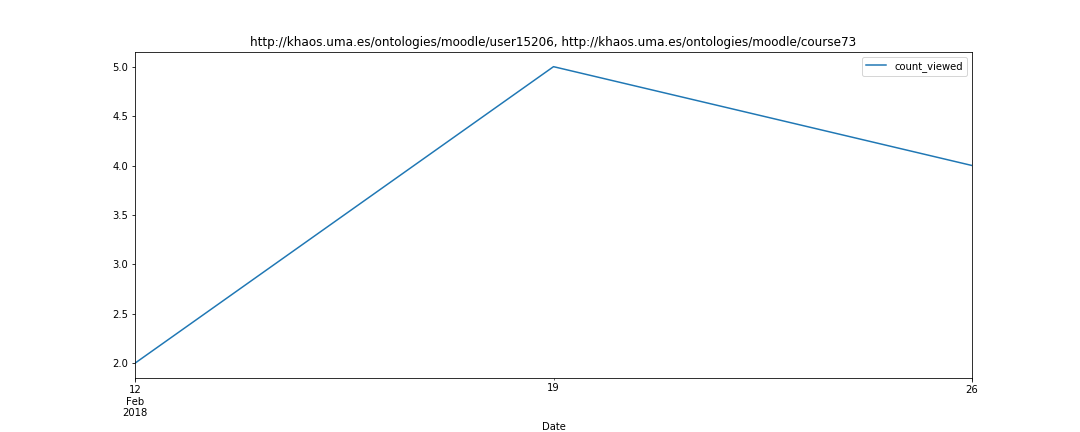 http://khaos.uma.es/ontologies/moodle/user15206, http://khaos.uma.es/ontologies/moodle/course73
count_viewed
5.0
4.5
4.0
3.5
3.0
2.5
2.0
12
Feb
2018
19
26
Date